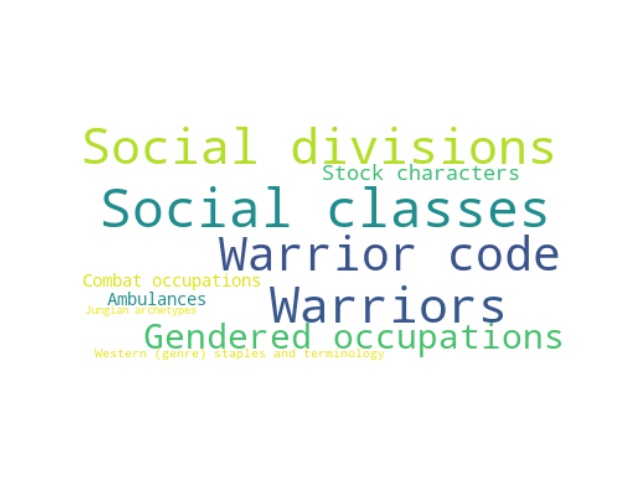 Social divisions
Stock characters
Social classes
Warrior code
Combat occupations
Ambulances
Warriors
Jungian archetypes
Gendered occupations
Western (genre) staples and terminology